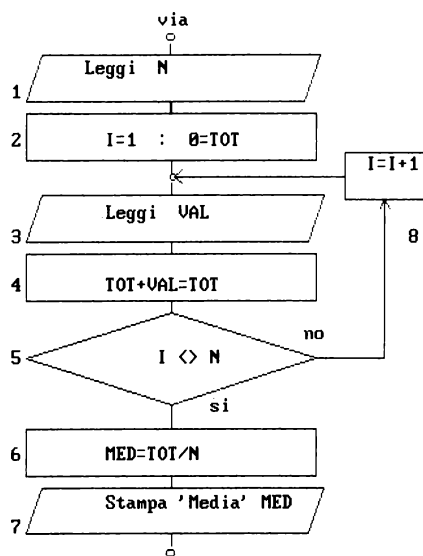 via
Leggi N
1
2
I=1 : 0=TOT
I=I+1
Leggi VAL
3
8
4
TOT+VAL=TOT
no
5
I <> N
si
6
MED=TOT/N
Stampa 'Media' MED
7